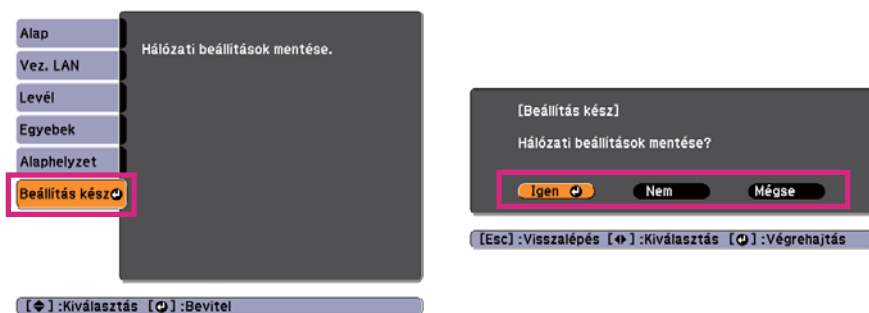 Alap
Vez. LAN
Levél
Egyebek
Alaphelyzet
Beállítás kész
Hálózati beállítások mentése.
[ ] :Kiválasztás [ ] :Bevitel
[Beállítás kész]
Hálózati beállítások mentése?
Igen Nem Mégse
[Esc] :Visszalépés [ ] :Kiválasztás [ ] :Végrehajtás